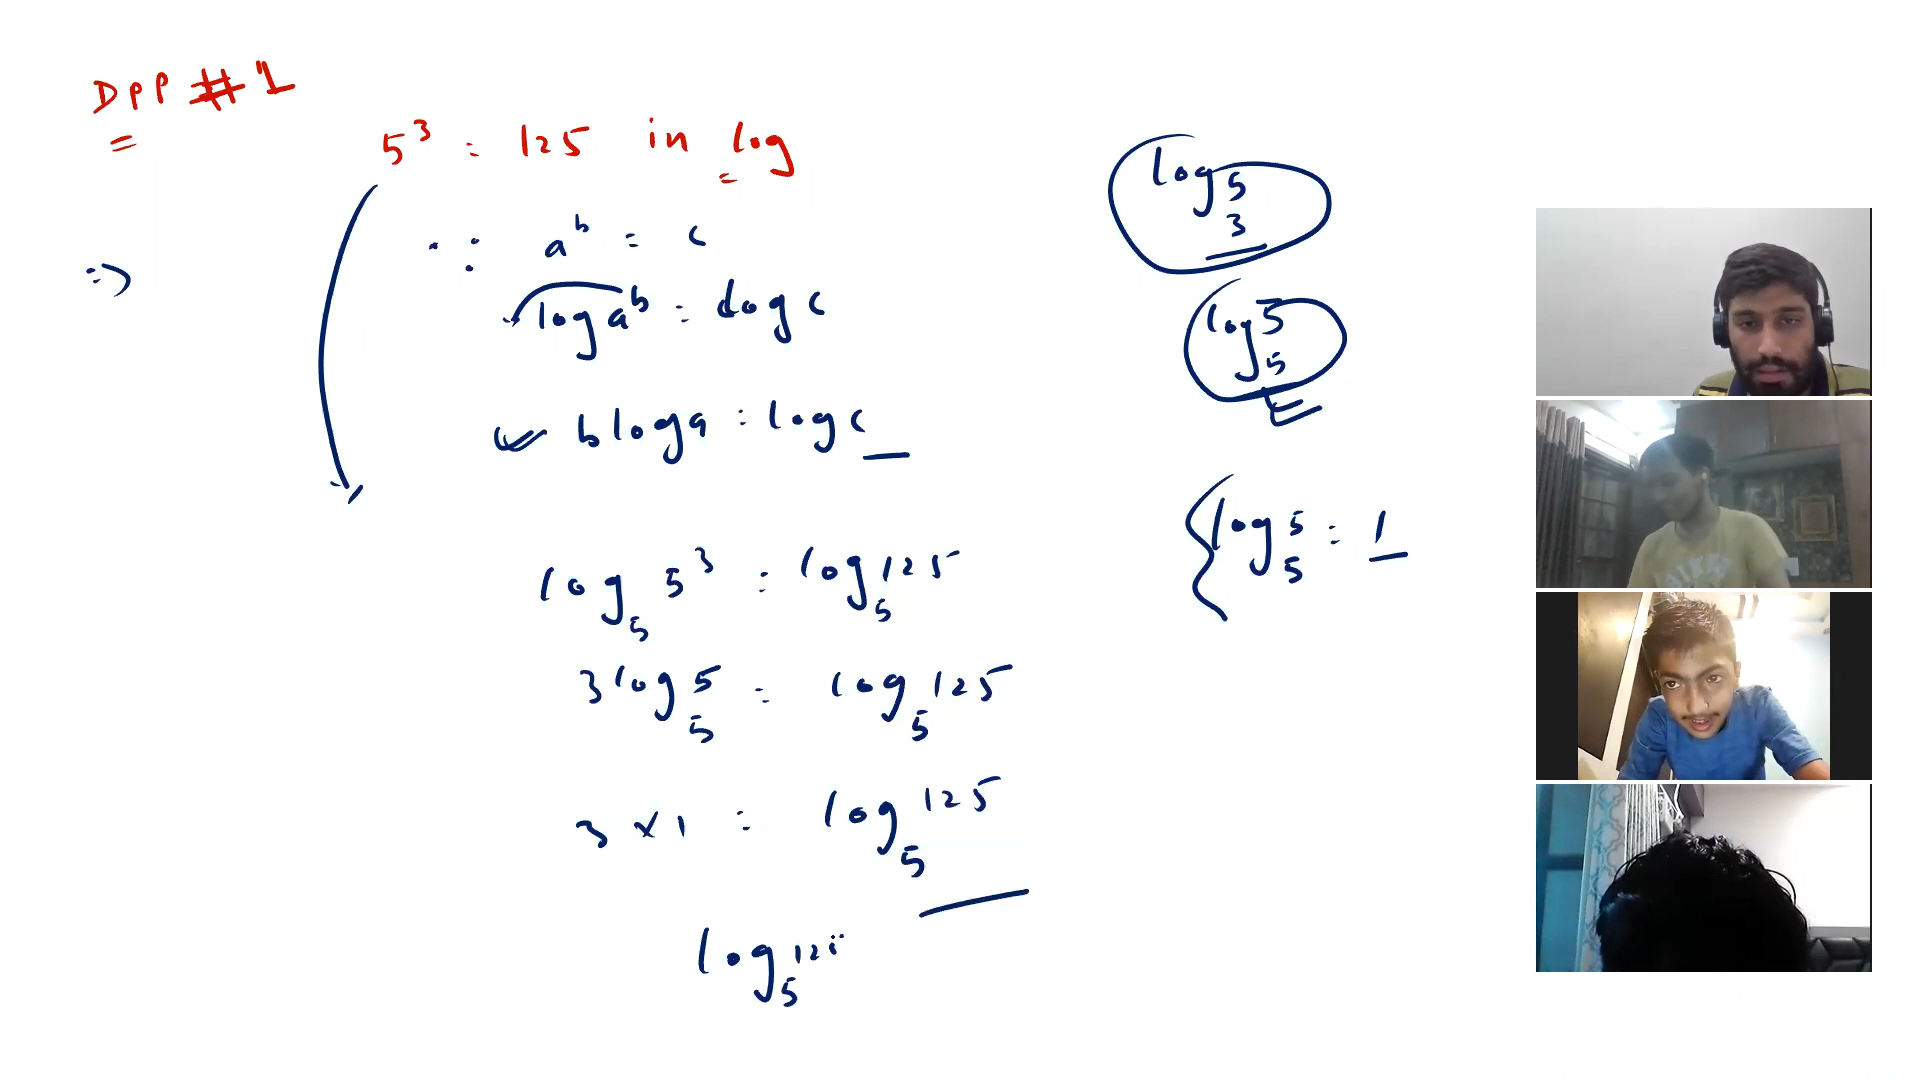 DPP #1
5³ = 125 in log
∵ aᵇ = c
=>
log aᵇ = log c
b log a = log c
log₅ 5³ = log₅ 125
3 log₅ 5 = log₅ 125
3 × 1 = log₅ 125
log₅ 12
log₃ 5
log₅ 5
log₅ 5 = 1